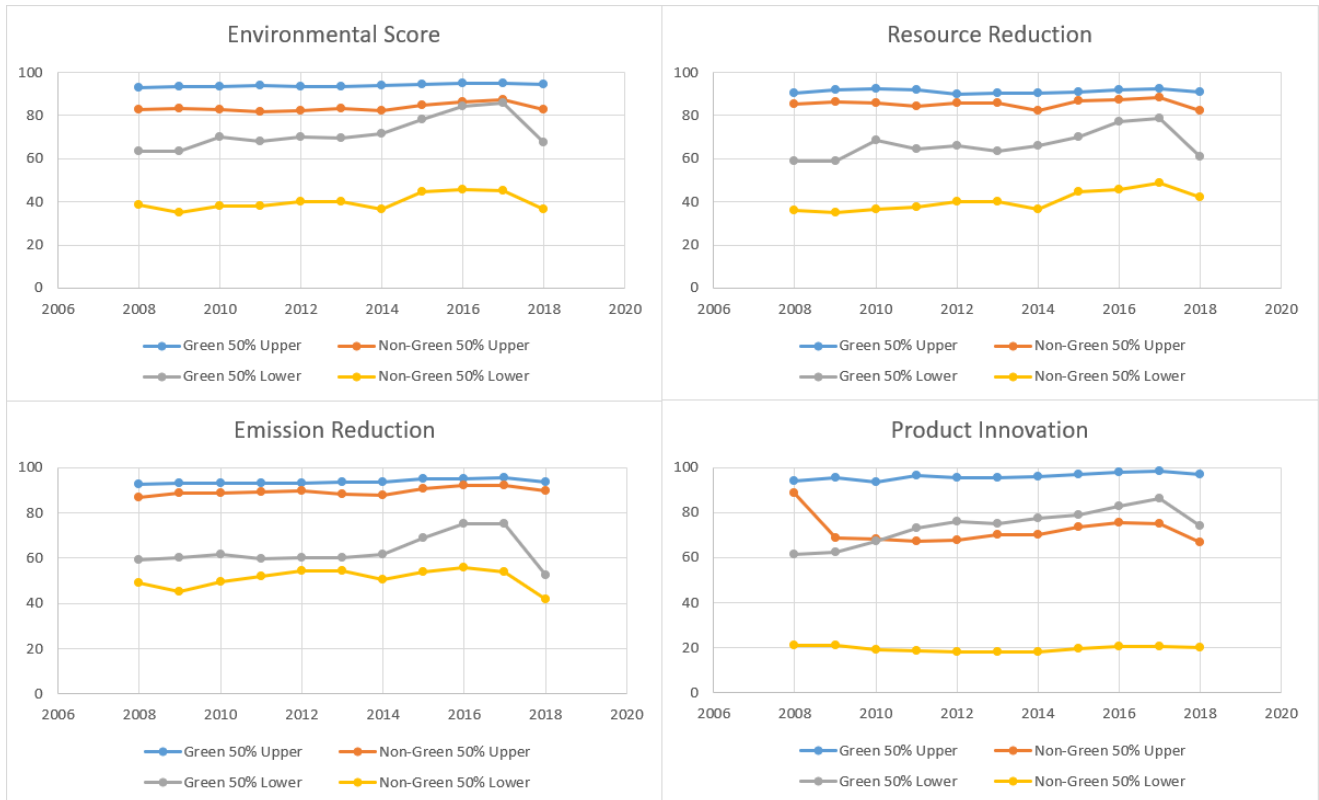 Environmental Score
100
80
60
40
20
0
2006 2008 2010 2012 2014 2016 2018 2020
Green 50% Upper Non-Green 50% Upper
Green 50% Lower Non-Green 50% Lower
Resource Reduction
100
80
60
40
20
0
2006 2008 2010 2012 2014 2016 2018 2020
Green 50% Upper Non-Green 50% Upper
Green 50% Lower Non-Green 50% Lower
Emission Reduction
100
80
60
40
20
0
2006 2008 2010 2012 2014 2016 2018 2020
Green 50% Upper Non-Green 50% Upper
Green 50% Lower Non-Green 50% Lower
Product Innovation
100
80
60
40
20
0
2006 2008 2010 2012 2014 2016 2018 2020
Green 50% Upper Non-Green 50% Upper
Green 50% Lower Non-Green 50% Lower